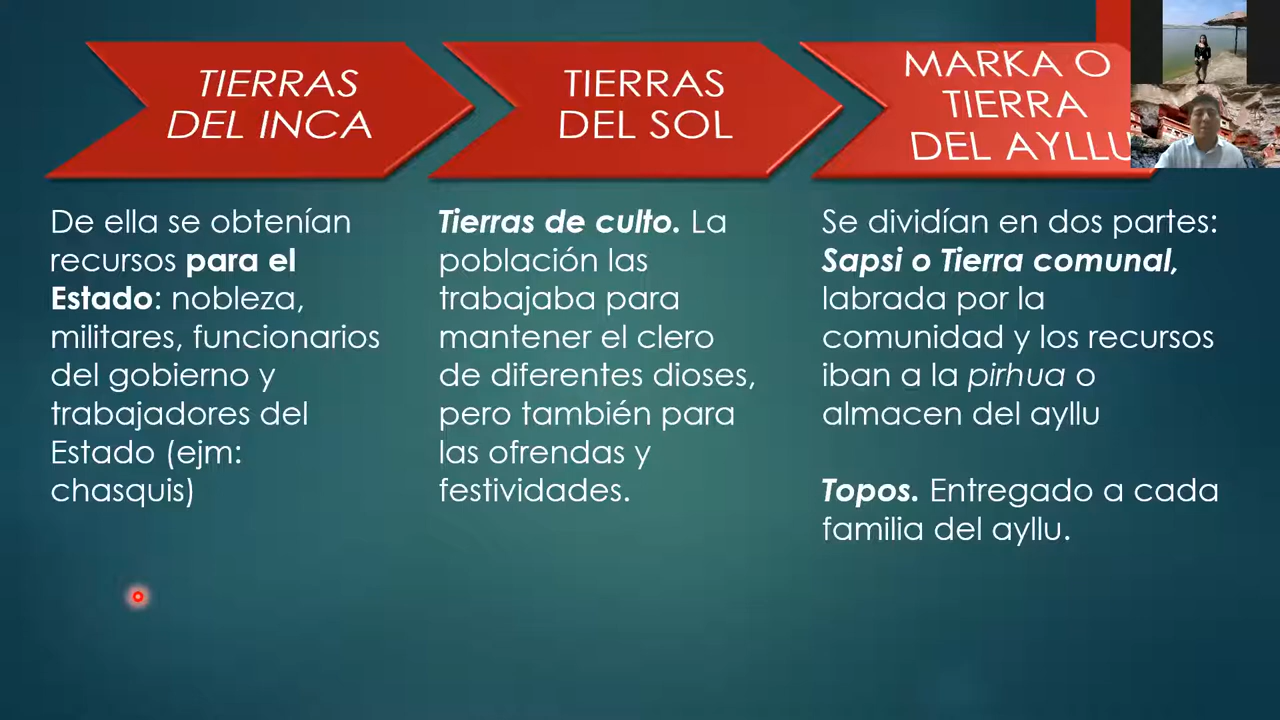 TIERRAS
DEL INCA
TIERRAS
DEL SOL
MARKA O
TIERRA
DEL AYLLU
De ella se obtenían
recursos para el
Estado: nobleza,
militares, funcionarios
del gobierno y
trabajadores del
Estado (ejm:
chasquis)
Tierras de culto. La
población las
trabajaba para
mantener el clero
de diferentes dioses,
pero también para
las ofrendas y
festividades.
Se dividían en dos partes:
Sapsi o Tierra comunal,
labrada por la
comunidad y los recursos
iban a la pirhua o
almacen del ayllu
Topos. Entregado a cada
familia del ayllu.